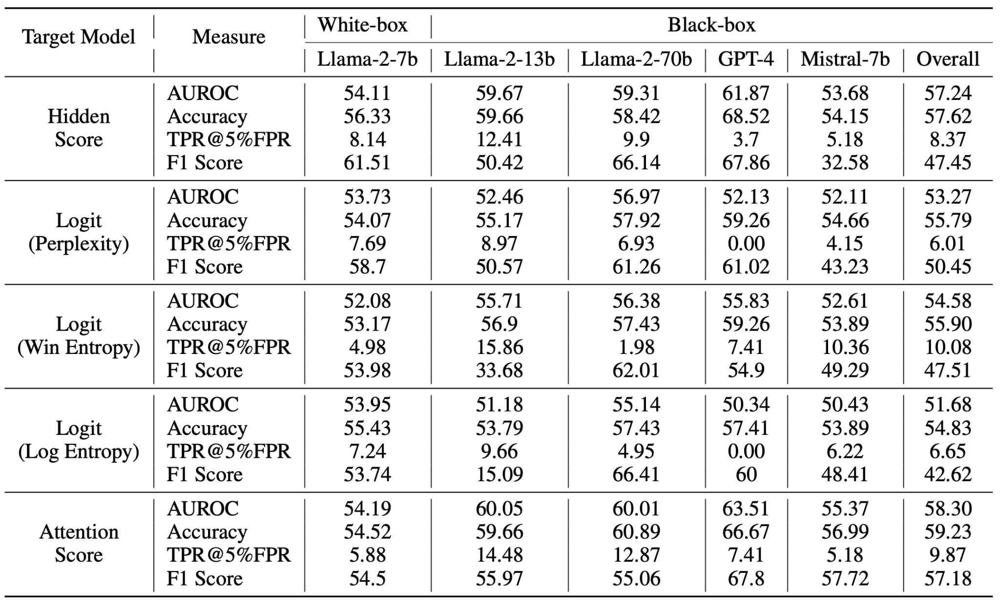 Target Model Measure White-box Black-box
Llama-2-7b Llama-2-13b Llama-2-70b GPT-4 Mistral-7b Overall
Hidden Score
AUROC 54.11 59.67 59.31 61.87 53.68 57.24
Accuracy 56.33 59.66 58.42 68.52 54.15 57.62
TPR@5%FPR 8.14 12.41 9.9 3.7 5.18 8.37
F1 Score 61.51 50.42 66.14 67.86 32.58 47.45
Logit (Perplexity)
AUROC 53.73 52.46 56.97 52.13 52.11 53.27
Accuracy 54.07 55.17 57.92 59.26 54.66 55.79
TPR@5%FPR 7.69 8.97 6.93 0.00 4.15 6.01
F1 Score 58.7 50.57 61.26 61.02 43.23 50.45
Logit (Win Entropy)
AUROC 52.08 55.71 56.38 55.83 52.61 54.58
Accuracy 53.17 56.9 57.43 59.26 53.89 55.90
TPR@5%FPR 4.98 15.86 1.98 7.41 10.36 10.08
F1 Score 53.98 33.68 62.01 54.9 49.29 47.51
Logit (Log Entropy)
AUROC 53.95 51.18 55.14 50.34 50.43 51.68
Accuracy 55.43 53.79 57.43 57.41 53.89 54.83
TPR@5%FPR 7.24 9.66 4.95 0.00 6.22 6.65
F1 Score 53.74 15.09 66.41 60 48.41 42.62
Attention Score
AUROC 54.19 60.05 60.01 63.51 55.37 58.30
Accuracy 54.52 59.66 60.89 66.67 56.99 59.23
TPR@5%FPR 5.88 14.48 12.87 7.41 5.18 9.87
F1 Score 54.5 55.97 55.06 67.8 57.72 57.18